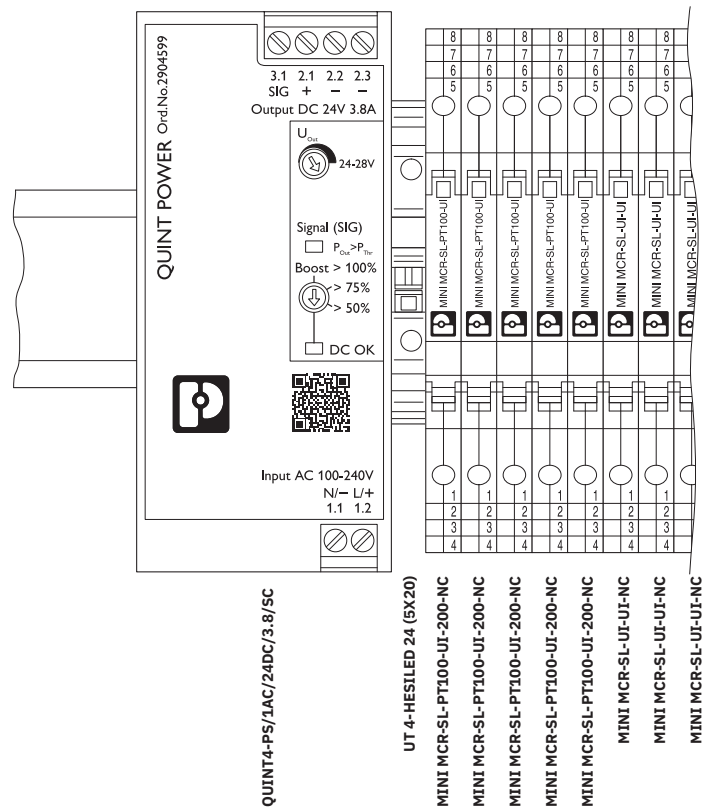 3.1 2.1 2.2 2.3
SIG + − −
Output DC 24V 3.8A
QUINT POWER Ord.No.2904599
U Out
24-28V
Signal (SIG)
P Out >P Thr
Boost > 100%
> 75%
> 50%
DC OK
Input AC 100-240V
N/− L/+
1.1 1.2
8 8 8 8 8 8 8 8
7 7 7 7 7 7 7 7
6 6 6 6 6 6 6 6
5 5 5 5 5 5 5 5
MINI MCR-SL-PT100-UI
MINI MCR-SL-PT100-UI
MINI MCR-SL-PT100-UI
MINI MCR-SL-PT100-UI
MINI MCR-SL-PT100-UI
MINI MCR-SL-UI-UI
MINI MCR-SL-UI-UI
MINI MCR-SL-UI-UI
1 1 1 1 1 1 1 1
2 2 2 2 2 2 2 2
3 3 3 3 3 3 3 3
4 4 4 4 4 4 4 4
QUINT4-PS/1AC/24DC/3.8/SC
UT 4-HESILED 24 (5X20)
MINI MCR-SL-PT100-UI-200-NC
MINI MCR-SL-PT100-UI-200-NC
MINI MCR-SL-PT100-UI-200-NC
MINI MCR-SL-PT100-UI-200-NC
MINI MCR-SL-PT100-UI-200-NC
MINI MCR-SL-UI-UI-NC
MINI MCR-SL-UI-UI-NC
MINI MCR-SL-UI-UI-NC